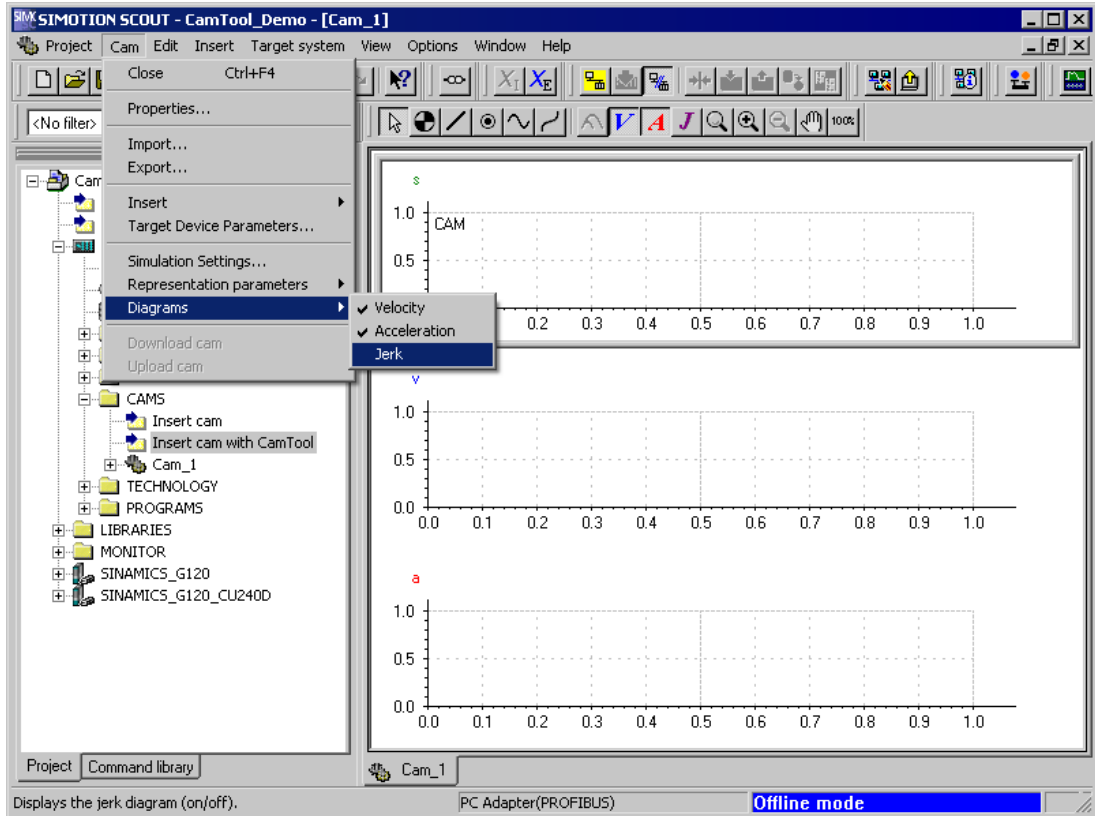 SIMOTION SCOUT - CamTool_Demo - [Cam_1]
Project Cam Edit Insert Target system View Options Window Help
Close Ctrl+F4
Properties...
Import...
Export...
Insert
Target Device Parameters...
Simulation Settings...
Representation parameters
Diagrams
Download cam
Upload cam
Velocity
Acceleration
Jerk
X_I X_E
<No filter>
V A J 100%
Cam
CAMS
Insert cam
Insert cam with CamTool
Cam_1
TECHNOLOGY
PROGRAMS
LIBRARIES
MONITOR
SINAMICS_G120
SINAMICS_G120_CU240D
s
1.0
CAM
0.5
0.2 0.3 0.4 0.5 0.6 0.7 0.8 0.9 1.0
v
1.0
0.5
0.0
0.0 0.1 0.2 0.3 0.4 0.5 0.6 0.7 0.8 0.9 1.0
a
1.0
0.5
0.0
0.0 0.1 0.2 0.3 0.4 0.5 0.6 0.7 0.8 0.9 1.0
Project Command library
Cam_1
Displays the jerk diagram (on/off). PC Adapter(PROFIBUS) Offline mode